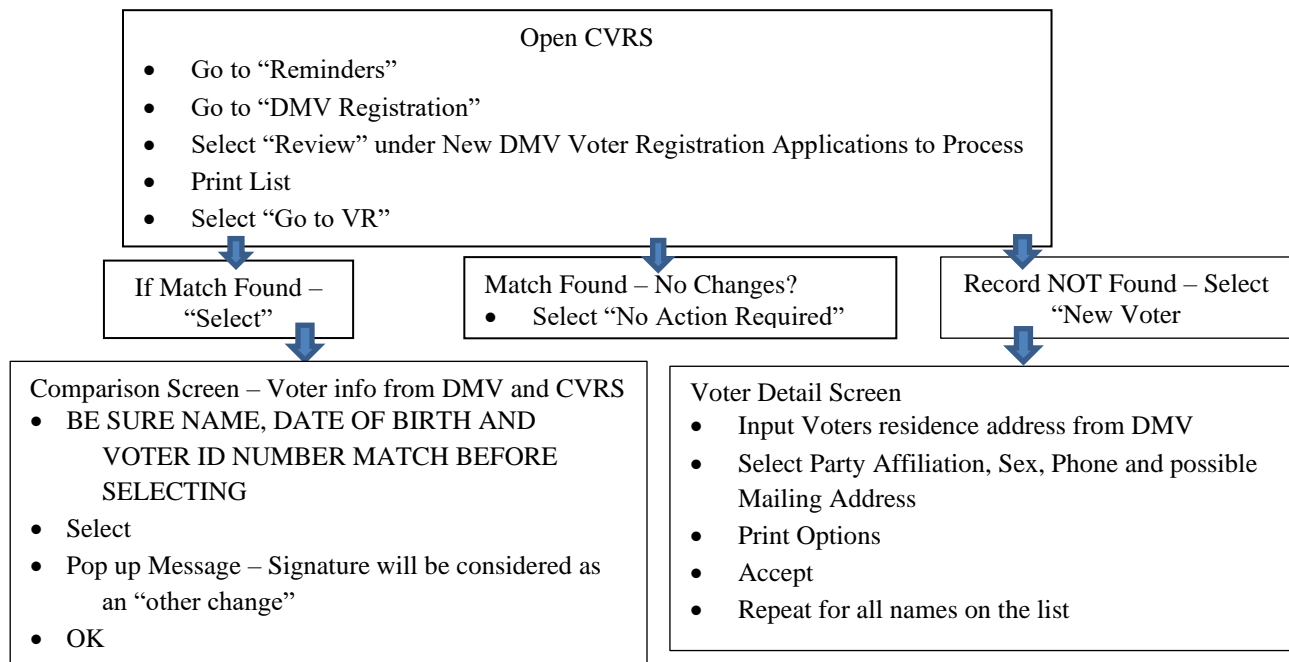 Open CVRS
• Go to “Reminders”
• Go to “DMV Registration”
• Select “Review” under New DMV Voter Registration Applications to Process
• Print List
• Select “Go to VR”
If Match Found –
“Select”
Match Found – No Changes?
• Select “No Action Required”
Record NOT Found – Select
“New Voter
Comparison Screen – Voter info from DMV and CVRS
• BE SURE NAME, DATE OF BIRTH AND
VOTER ID NUMBER MATCH BEFORE
SELECTING
• Select
• Pop up Message – Signature will be considered as
an “other change”
• OK
Voter Detail Screen
• Input Voters residence address from DMV
• Select Party Affiliation, Sex, Phone and possible
Mailing Address
• Print Options
• Accept
• Repeat for all names on the list